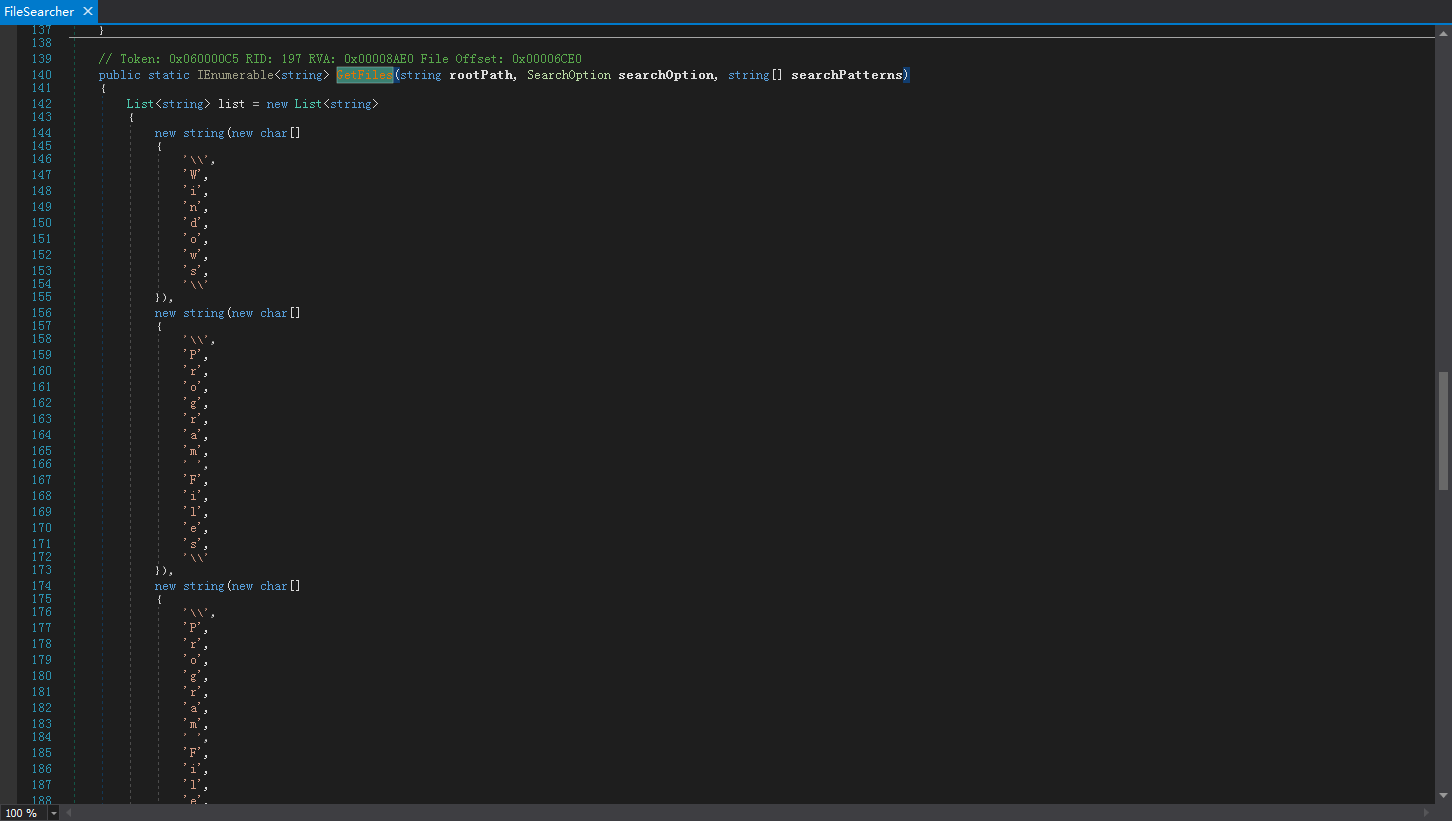 FileSearcher ✕
137 }
138
139 // Token: 0x060000C5 RID: 197 RVA: 0x00008AE0 File Offset: 0x00006CE0
140 public static IEnumerable<string> GetFiles(string rootPath, SearchOption searchOption, string[] searchPatterns)
141 {
142 List<string> list = new List<string>
143 {
144 new string(new char[]
145 {
146 '\\',
147 'W',
148 'i',
149 'n',
150 'd',
151 'o',
152 'w',
153 's',
154 '\\'
155 }),
156 new string(new char[]
157 {
158 '\\',
159 'P',
160 'r',
161 'o',
162 'g',
163 'r',
164 'a',
165 'm',
166 ' ',
167 'F',
168 'i',
169 'l',
170 'e',
171 's',
172 '\\'
173 }),
174 new string(new char[]
175 {
176 '\\',
177 'P',
178 'r',
179 'o',
180 'g',
181 'r',
182 'a',
183 'm',
184 ' ',
185 'F',
186 'i',
187 'l',
188 'e',
100 %